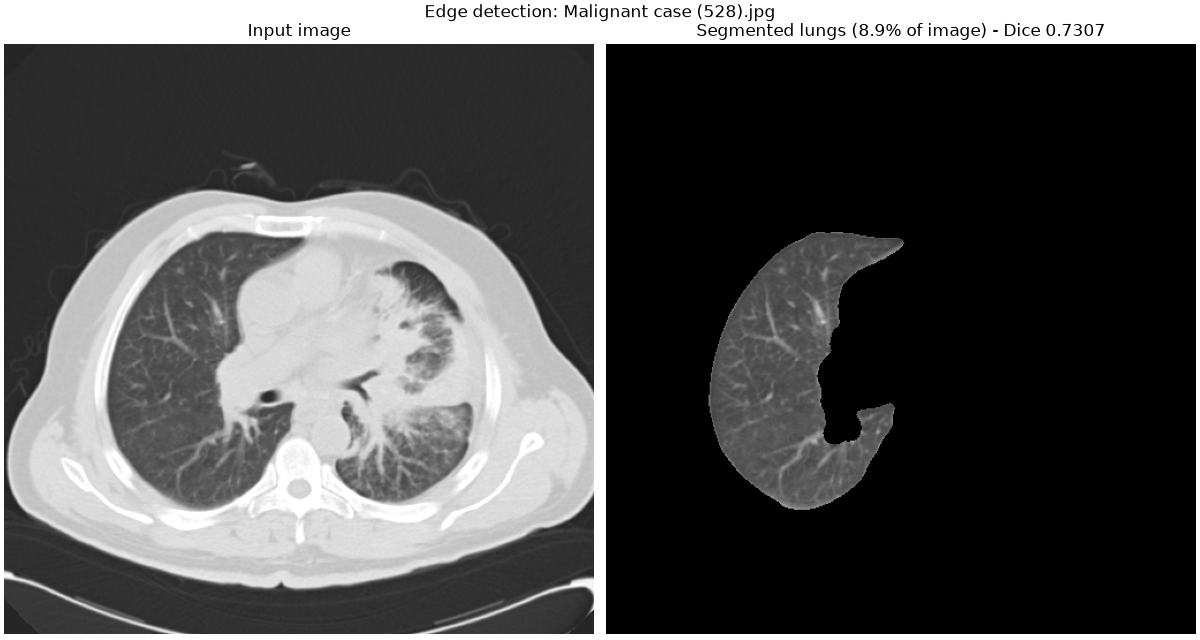 Edge detection: Malignant case (528).jpg
Input image
Segmented lungs (8.9% of image) - Dice 0.7307